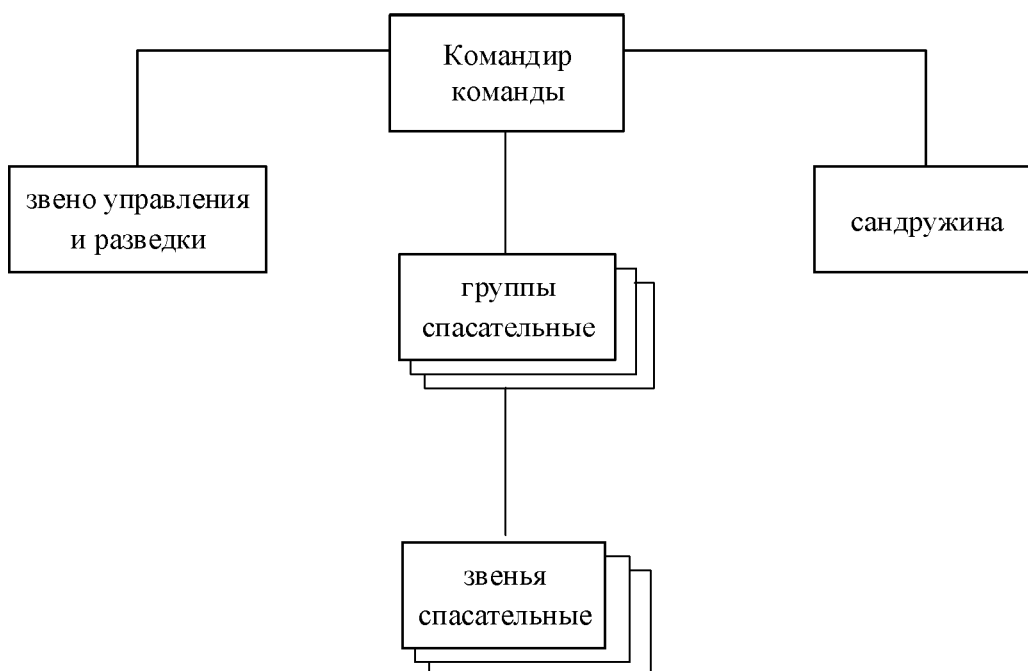 Командир
команды
звено управления
и разведки
сандружина
группы
спасательные
звенья
спасательные